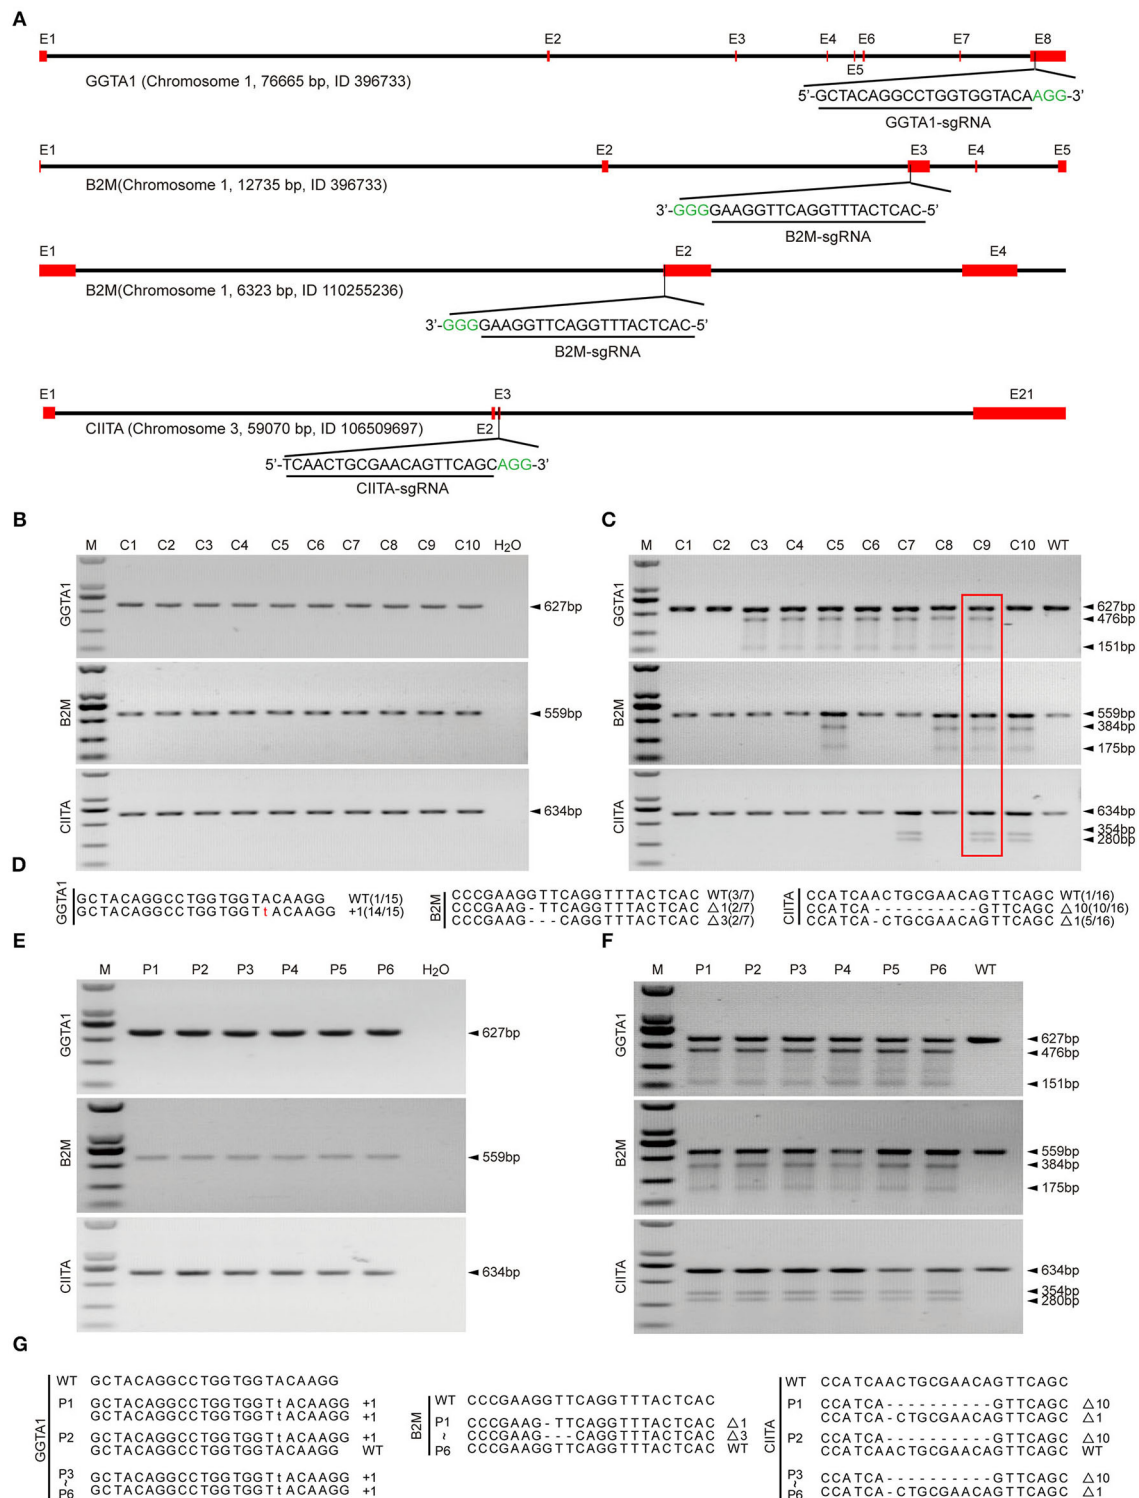 A
E1 E2 E3 E4 E6 E7 E8
E5
GGTA1 (Chromosome 1, 76665 bp, ID 396733)
5'-GCTACAGGCCTGGTGGTACAAGG-3'
GGTA1-sgRNA
E1 E2 E3 E4 E5
B2M(Chromosome 1, 12735 bp, ID 396733)
3'-GGGGAAGGTTCAGGTTTACTCAC-5'
B2M-sgRNA
E1 E2 E4
B2M(Chromosome 1, 6323 bp, ID 110255236)
3'-GGGGAAGGTTCAGGTTTACTCAC-5'
B2M-sgRNA
E1 E3 E21
E2
CIITA (Chromosome 3, 59070 bp, ID 106509697)
5'-TCAACTGCGAACAGTTCAGCAGG-3'
CIITA-sgRNA
B
M C1 C2 C3 C4 C5 C6 C7 C8 C9 C10 H2O
GGTA1
627bp
B2M
559bp
CIITA
634bp
C
M C1 C2 C3 C4 C5 C6 C7 C8 C9 C10 WT
GGTA1
627bp
476bp
151bp
B2M
559bp
384bp
175bp
CIITA
634bp
354bp
280bp
D
GGTA1
GCTACAGGCCTGGTGGTACAAGG WT(1/15)
GCTACAGGCCTGGTGGTtACAAGG +1(14/15)
B2M
CCCGAAGGTTCAGGTTTACTCAC WT(3/7)
CCCGAAG-TTCAGGTTTACTCAC △1(2/7)
CCCGAAG---CAGGTTTACTCAC △3(2/7)
CIITA
CCATCAACTGCGAACAGTTCAGC WT(1/16)
CCATCA----------GTTCAGC △10(10/16)
CCATCA-CTGCGAACAGTTCAGC △1(5/16)
E
M P1 P2 P3 P4 P5 P6 H2O
GGTA1
627bp
B2M
559bp
CIITA
634bp
F
M P1 P2 P3 P4 P5 P6 WT
GGTA1
627bp
476bp
151bp
B2M
559bp
384bp
175bp
CIITA
634bp
354bp
280bp
G
GGTA1
WT GCTACAGGCCTGGTGGTACAAGG
P1 GCTACAGGCCTGGTGGTtACAAGG +1
GCTACAGGCCTGGTGGTtACAAGG +1
P2 GCTACAGGCCTGGTGGTtACAAGG +1
GCTACAGGCCTGGTGGTACAAGG WT
P3 GCTACAGGCCTGGTGGTtACAAGG +1
~
P6 GCTACAGGCCTGGTGGTtACAAGG +1
B2M
WT CCCGAAGGTTCAGGTTTACTCAC
P1 CCCGAAG-TTCAGGTTTACTCAC △1
~ CCCGAAG---CAGGTTTACTCAC △3
P6 CCCGAAGGTTCAGGTTTACTCAC WT
CIITA
WT CCATCAACTGCGAACAGTTCAGC
P1 CCATCA----------GTTCAGC △10
CCATCA-CTGCGAACAGTTCAGC △1
P2 CCATCA----------GTTCAGC △10
CCATCAACTGCGAACAGTTCAGC WT
P3 CCATCA----------GTTCAGC △10
~
P6 CCATCA-CTGCGAACAGTTCAGC △1